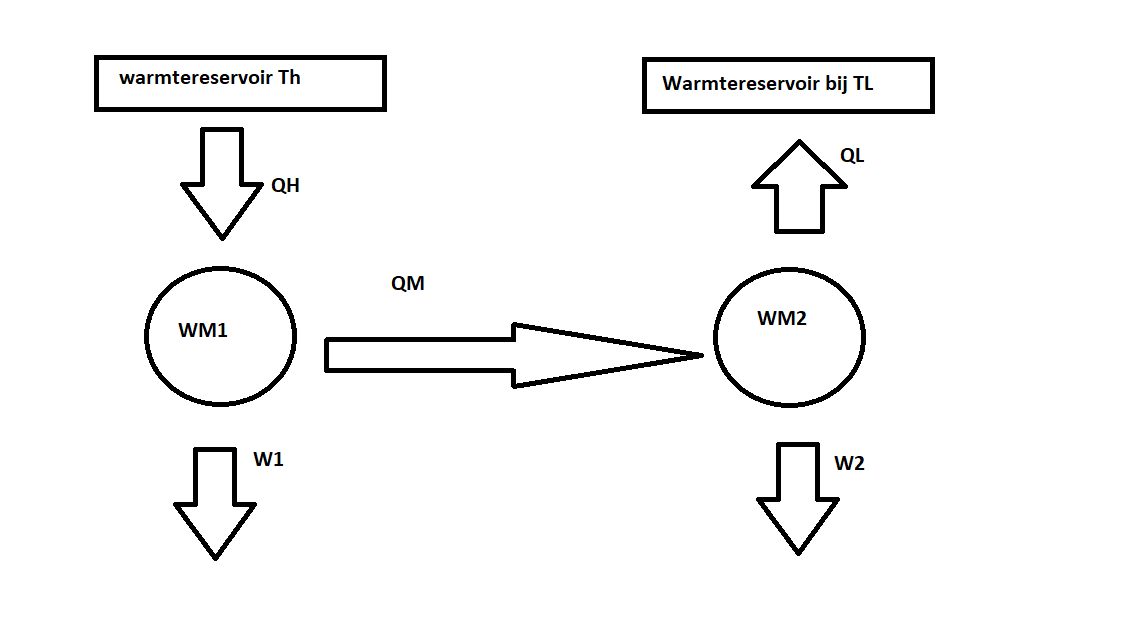 warmtereservoir Th
Warmtereservoir bij TL
QH
QL
QM
WM1
WM2
W1
W2